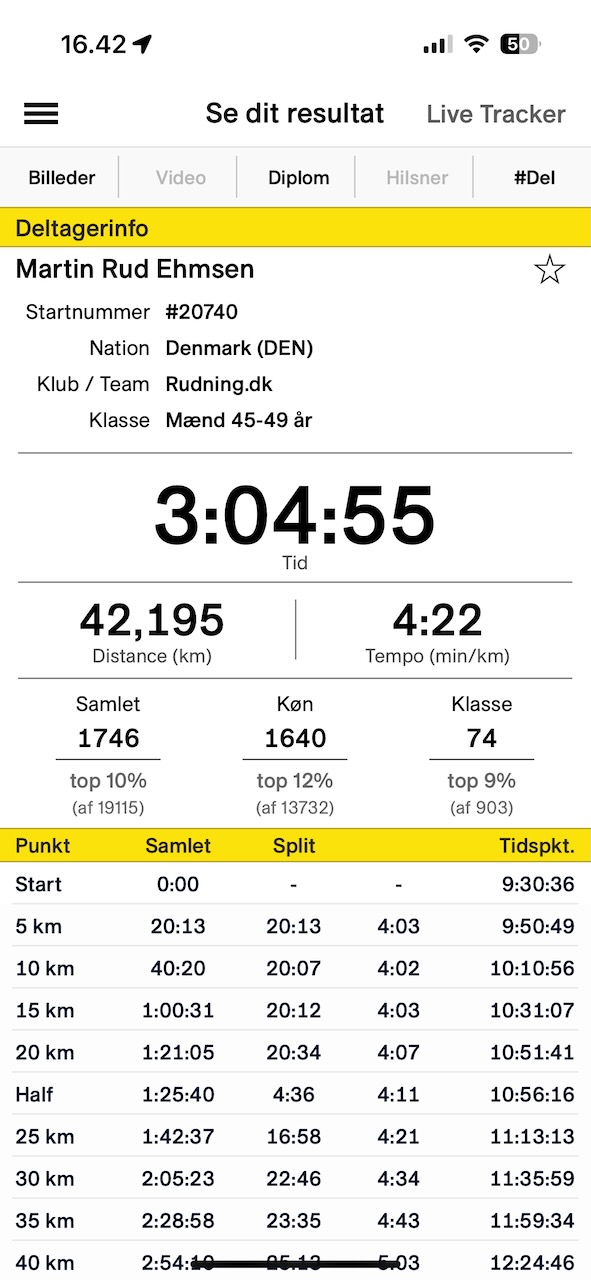 16.42
50
Se dit resultat Live Tracker
Billeder Video Diplom Hilsner #Del
Deltagerinfo
Martin Rud Ehmsen
Startnummer #20740
Nation Denmark (DEN)
Klub / Team Rudning.dk
Klasse Mænd 45-49 år
3:04:55
Tid
42,195 4:22
Distance (km) Tempo (min/km)
Samlet Køn Klasse
1746 1640 74
top 10% top 12% top 9%
(af 19115) (af 13732) (af 903)
Punkt Samlet Split Tidspkt.
Start 0:00 - - 9:30:36
5 km 20:13 20:13 4:03 9:50:49
10 km 40:20 20:07 4:02 10:10:56
15 km 1:00:31 20:12 4:03 10:31:07
20 km 1:21:05 20:34 4:07 10:51:41
Half 1:25:40 4:36 4:11 10:56:16
25 km 1:42:37 16:58 4:21 11:13:13
30 km 2:05:23 22:46 4:34 11:35:59
35 km 2:28:58 23:35 4:43 11:59:34
40 km 2:54:10 25:13 5:03 12:24:46